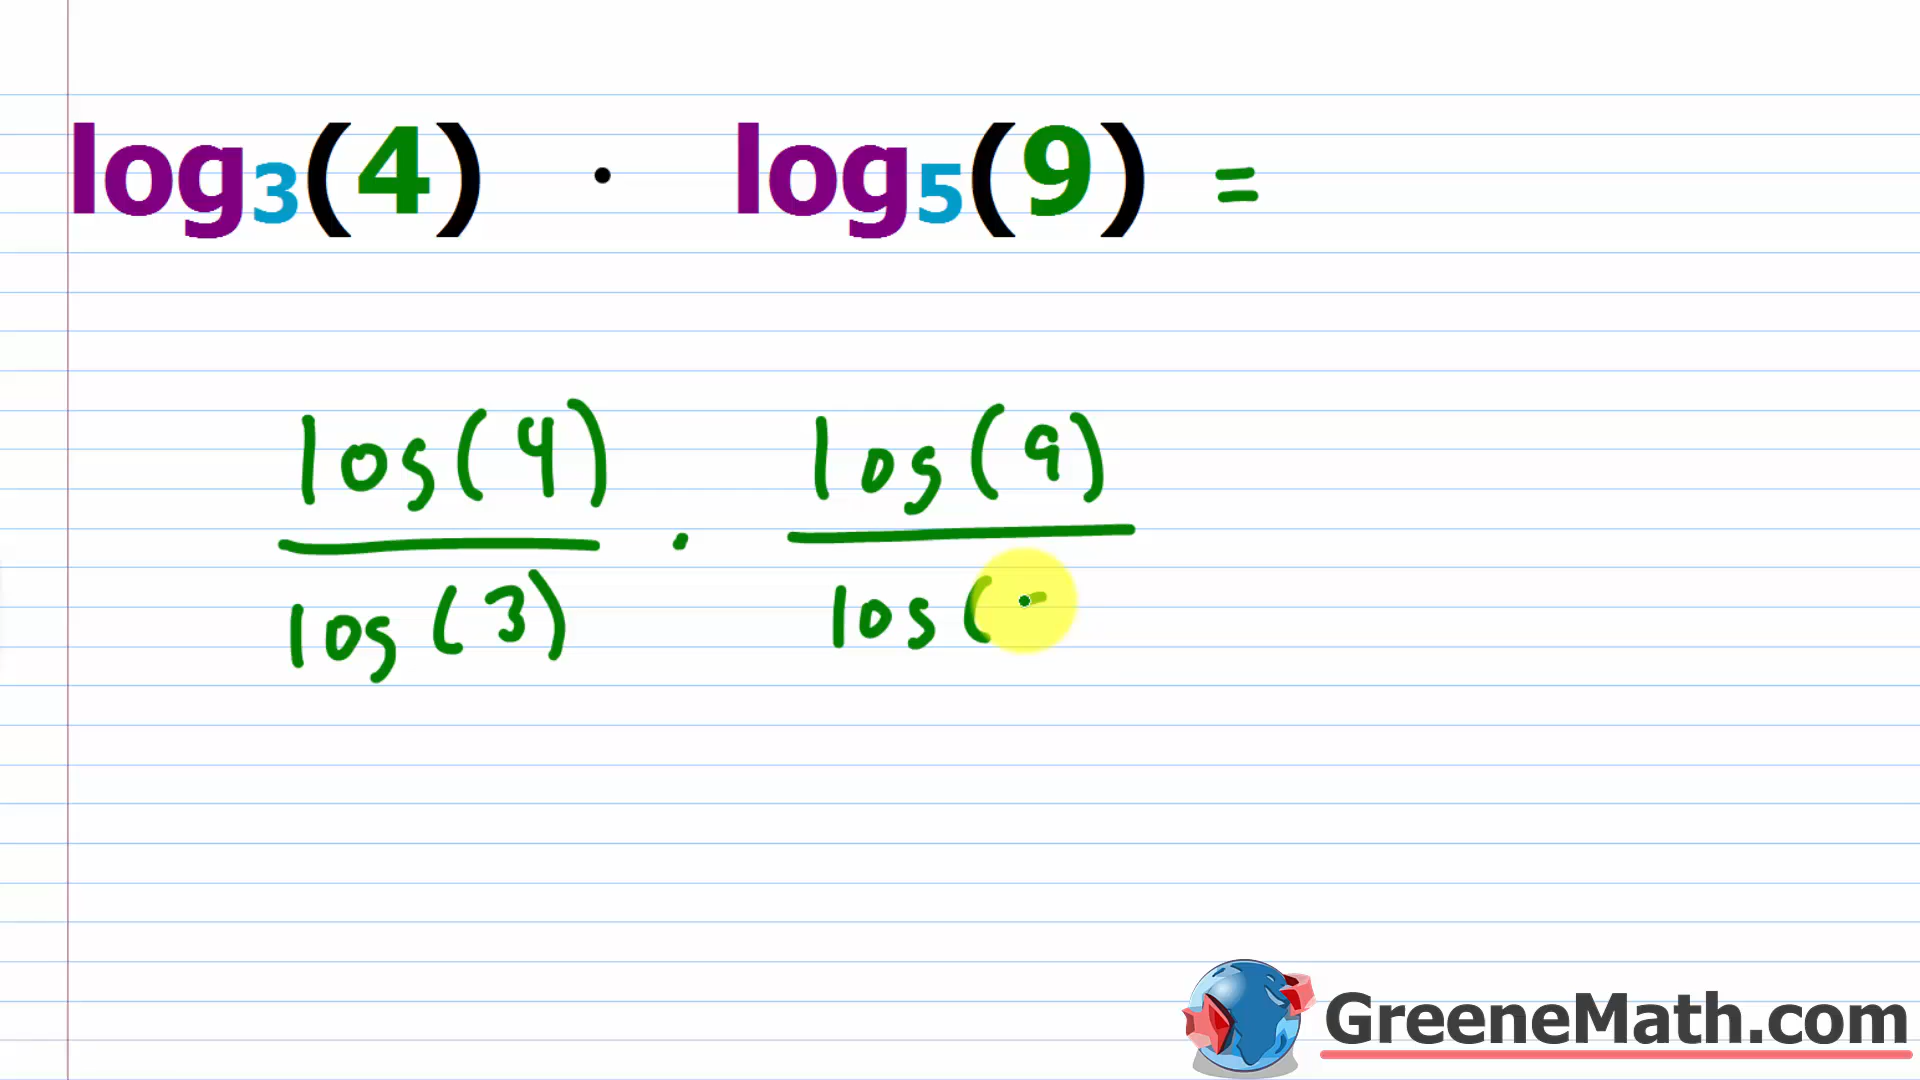 log₃(4) · log₅(9) =
log(4) · log(9)
log(3) log(
GreeneMath.com